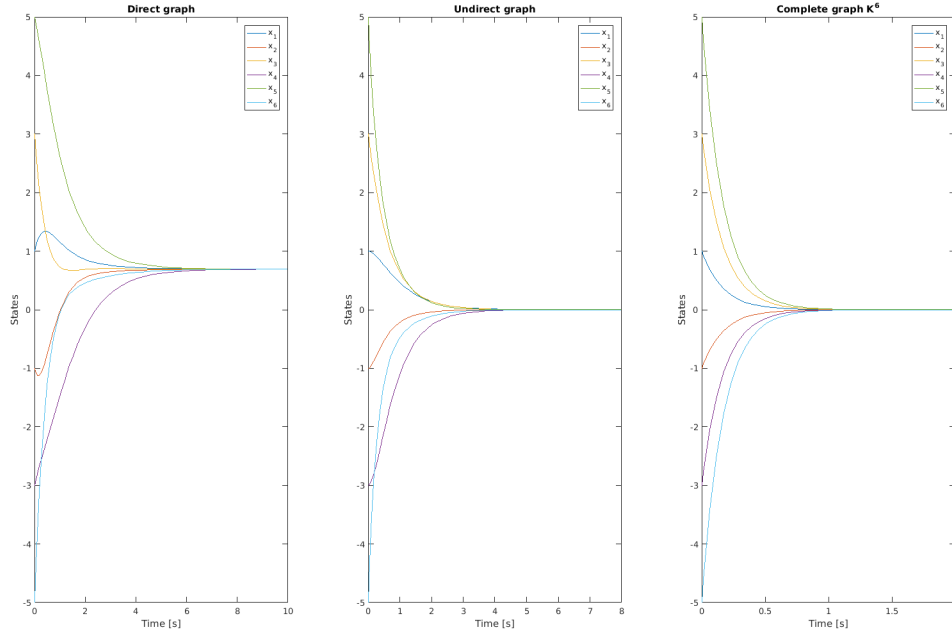 Direct graph
States
5
4
3
2
1
0
-1
-2
-3
-4
-5
0 2 4 6 8 10
Time [s]
x1
x2
x3
x4
x5
x6
Undirect graph
States
5
4
3
2
1
0
-1
-2
-3
-4
-5
0 1 2 3 4 5 6 7 8
Time [s]
x1
x2
x3
x4
x5
x6
Complete graph K^6
States
5
4
3
2
1
0
-1
-2
-3
-4
-5
0 0.5 1 1.5
Time [s]
x1
x2
x3
x4
x5
x6